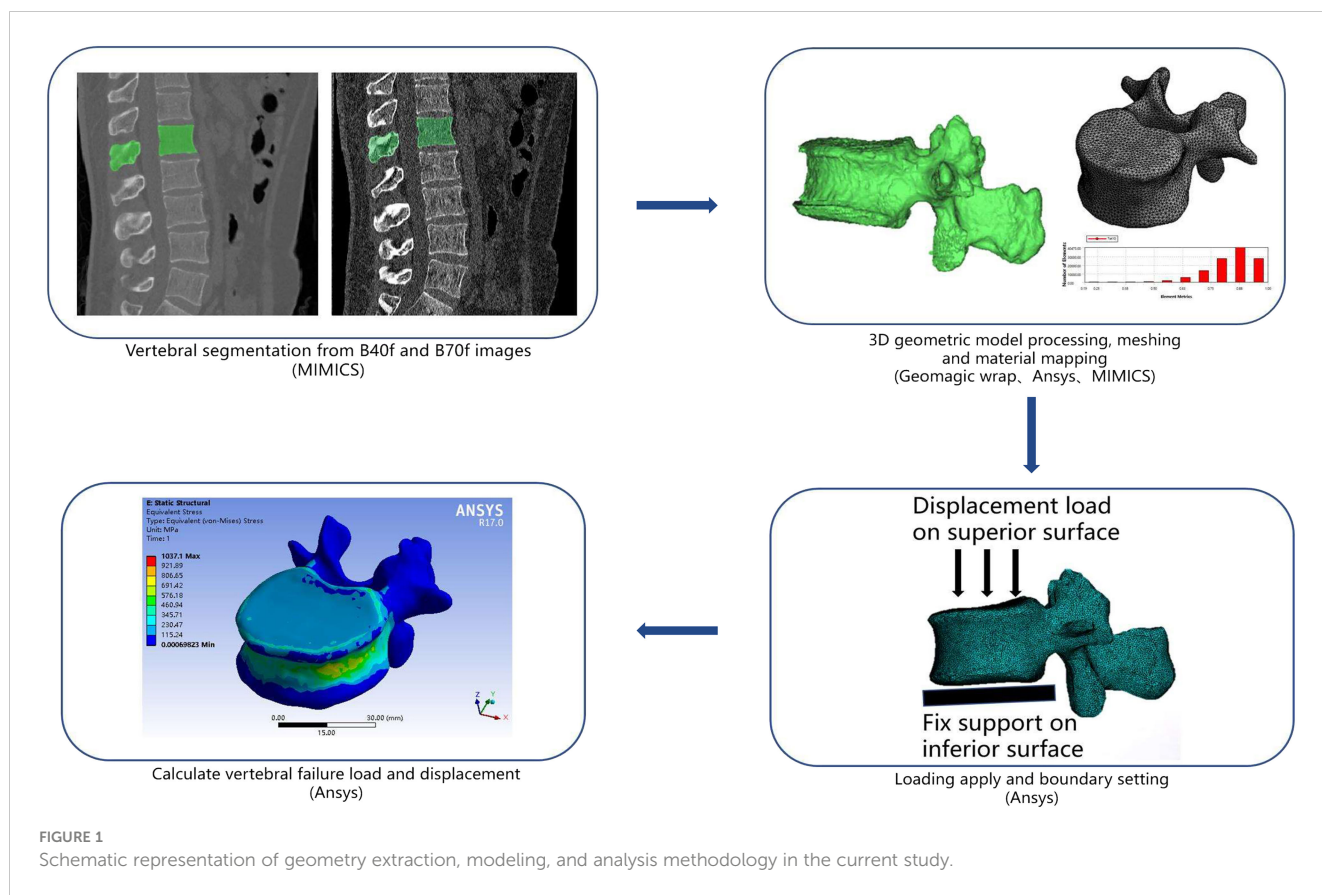 Vertebral segmentation from B40f and B70f images
(MIMICS)
Number of Elements
Element Metrics
3D geometric model processing, meshing
and material mapping
(Geomagic wrap、Ansys、MIMICS)
E: Static Structural
Equivalent Stress
Type: Equivalent (von-Mises) Stress
Unit: MPa
Time: 1
1037.1 Max
921.89
806.65
691.42
576.18
460.94
345.71
230.47
115.24
0.00069823 Min
ANSYS
R17.0
0.00
30.00 (mm)
15.00
Z
Y
X
Calculate vertebral failure load and displacement
(Ansys)
Displacement load
on superior surface
Fix support on
inferior surface
Loading apply and boundary setting
(Ansys)
FIGURE 1
Schematic representation of geometry extraction, modeling, and analysis methodology in the current study.